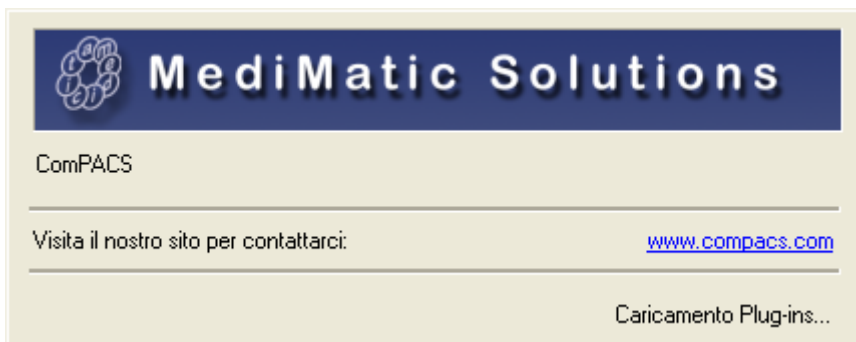 MediMatic Solutions
ComPACS
Visita il nostro sito per contattarci: www.compacs.com
Caricamento Plug-ins...